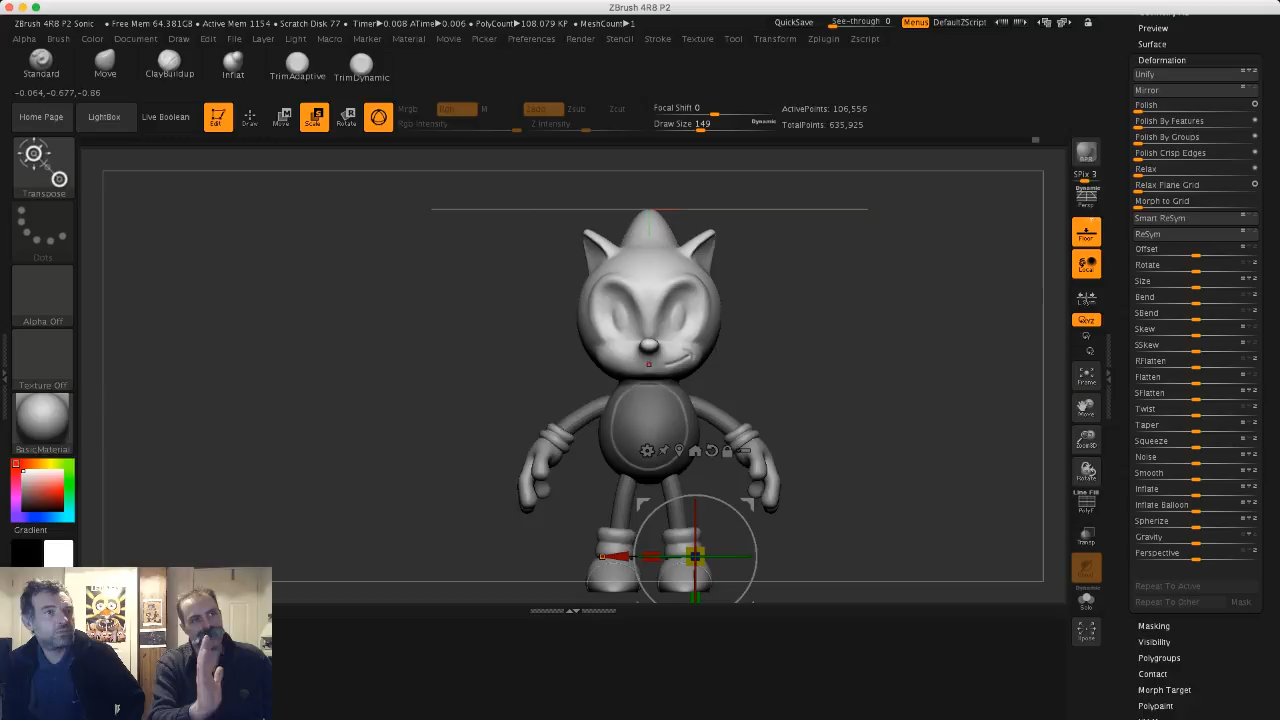 ZBrush 4R8 P2
ZBrush 4R8 P2 Sonic • Free Mem 64.381GB • Active Mem 1154 • Scratch Disk 77 • Timer▶0.008 ATime▶0.006 • PolyCount▶108.079 KP • MeshCount▶1
QuickSave See-through 0 Menus DefaultZScript
Alpha Brush Color Document Draw Edit File Layer Light Macro Marker Material Movie Picker Preferences Render Stencil Stroke Texture Tool Transform Zplugin Zscript
Standard Move ClayBuildup Inflat TrimAdaptive TrimDynamic
-0.064,-0.677,-0.86
Home Page LightBox Live Boolean Edit Draw Move Scale Rotate
Mrgb Rgb M Zadd Zsub Zcut
Rgb Intensity Z Intensity
Focal Shift 0 ActivePoints: 106,556
Draw Size 149 Dynamic TotalPoints: 635,925
Transpose
Dots
Alpha Off
Texture Off
BasicMaterial
Gradient
BPR
SPix 3
Dynamic
Persp
Floor
Local
L.Sym
XYZ
Frame
Move
Zoom3D
Rotate
Line Fill
PolyF
Transp
Dynamic
Solo
Xpose
Preview
Surface
Deformation
Unify
Mirror
Polish
Polish By Features
Polish By Groups
Polish Crisp Edges
Relax
Relax Plane Grid
Morph to Grid
Smart ReSym
ReSym
Offset
Rotate
Size
Bend
SBend
Skew
SSkew
RFlatten
Flatten
SFlatten
Twist
Taper
Squeeze
Noise
Smooth
Inflate
Inflate Balloon
Spherize
Gravity
Perspective
Repeat To Active
Repeat To Other Mask
Masking
Visibility
Polygroups
Contact
Morph Target
Polypaint